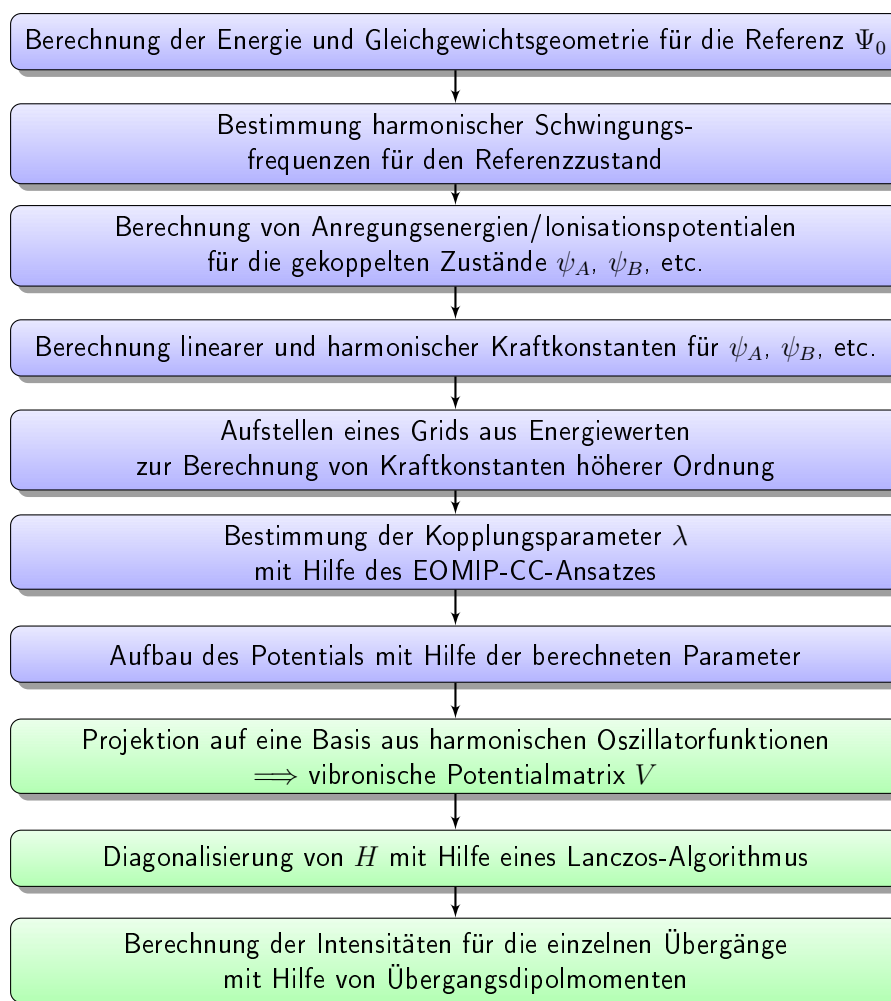 Berechnung der Energie und Gleichgewichtsgeometrie für die Referenz Ψ₀
Bestimmung harmonischer Schwingungs-
frequenzen für den Referenzzustand
Berechnung von Anregungsenergien/Ionisationspotentialen
für die gekoppelten Zustände ψ_A, ψ_B, etc.
Berechnung linearer und harmonischer Kraftkonstanten für ψ_A, ψ_B, etc.
Aufstellen eines Grids aus Energiewerten
zur Berechnung von Kraftkonstanten höherer Ordnung
Bestimmung der Kopplungsparameter λ
mit Hilfe des EOMIP-CC-Ansatzes
Aufbau des Potentials mit Hilfe der berechneten Parameter
Projektion auf eine Basis aus harmonischen Oszillatorfunktionen
⟹ vibronische Potentialmatrix V
Diagonalisierung von H mit Hilfe eines Lanczos-Algorithmus
Berechnung der Intensitäten für die einzelnen Übergänge
mit Hilfe von Übergangsdipolmomenten